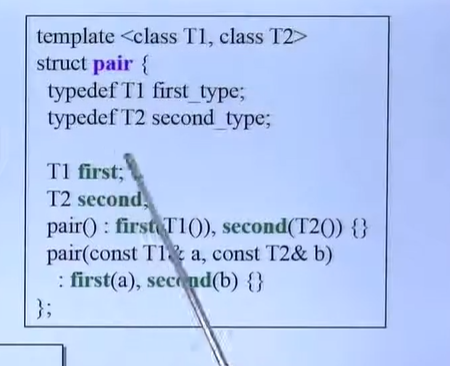 template <class T1, class T2>
struct pair {
typedef T1 first_type;
typedef T2 second_type;
T1 first;
T2 second;
pair() : first(T1()), second(T2()) {}
pair(const T1& a, const T2& b)
: first(a), second(b) {}
};